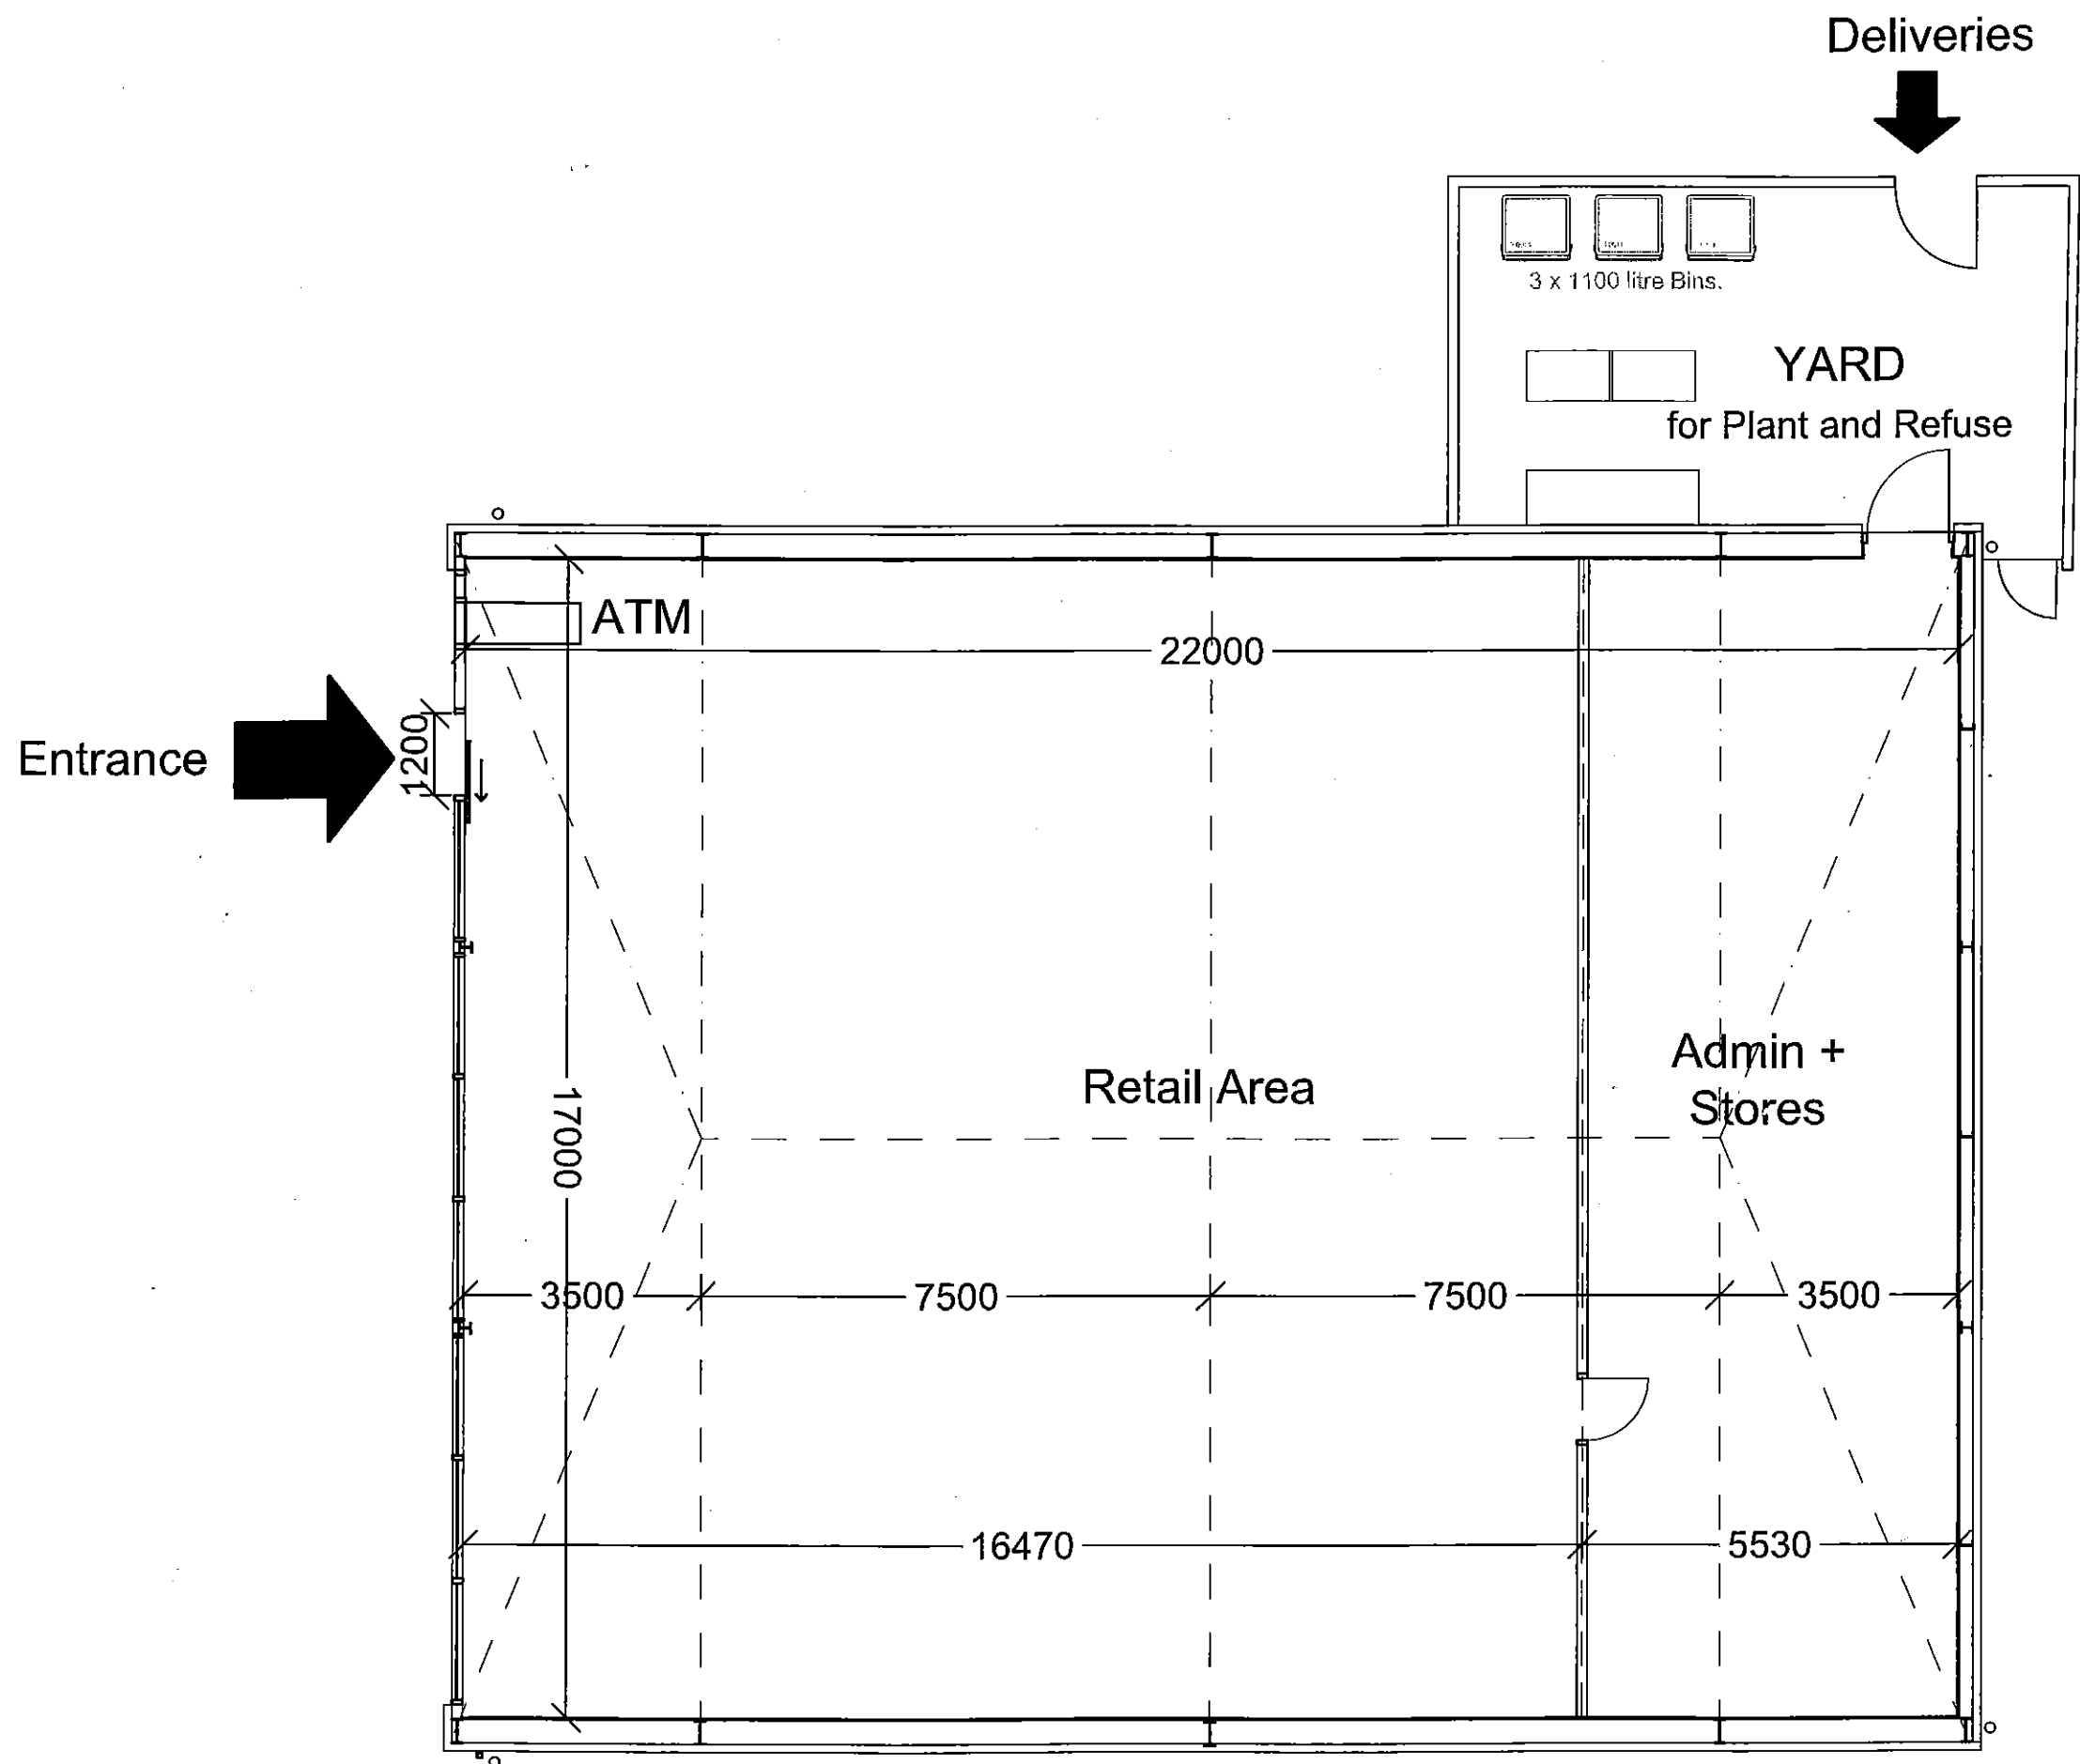 Deliveries
3 x 1100 litre Bins.
YARD
for Plant and Refuse
ATM
22000
Entrance
1200
Admin +
Retail Area
Stores
17000
3500
7500
7500
3500
16470
5530